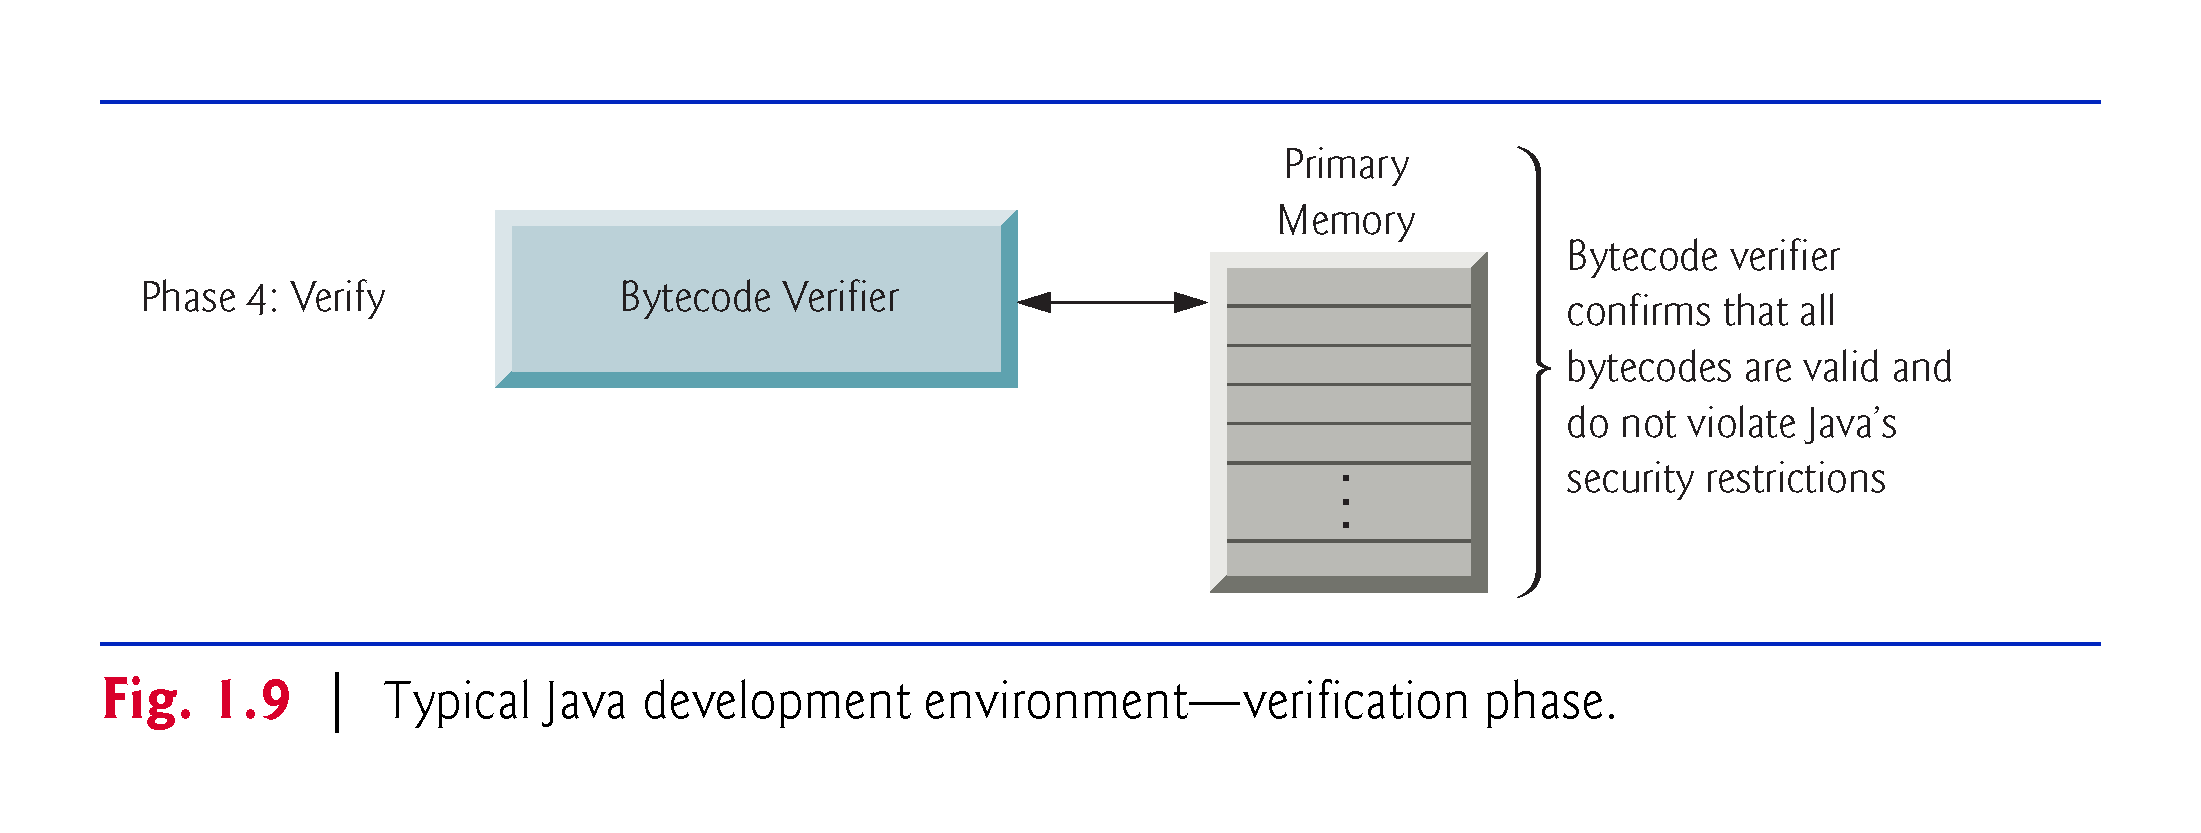 Phase 4: Verify
Bytecode Verifier
Primary
Memory
Bytecode verifier
confirms that all
bytecodes are valid and
do not violate Java’s
security restrictions
Fig. 1.9 | Typical Java development environment—verification phase.